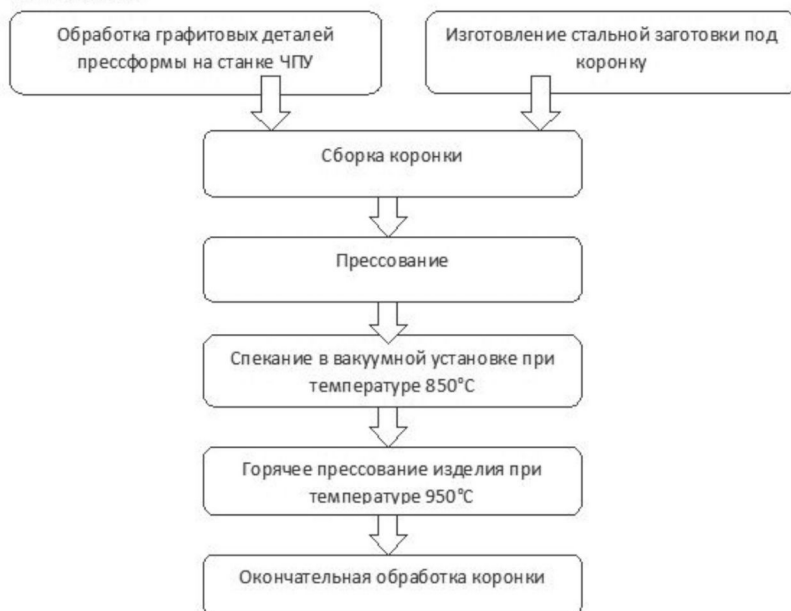 Обработка графитовых деталей
прессформы на станке ЧПУ
Изготовление стальной заготовки под
коронку
Сборка коронки
Прессование
Спекание в вакуумной установке при
температуре 850°С
Горячее прессование изделия при
температуре 950°С
Окончательная обработка коронки